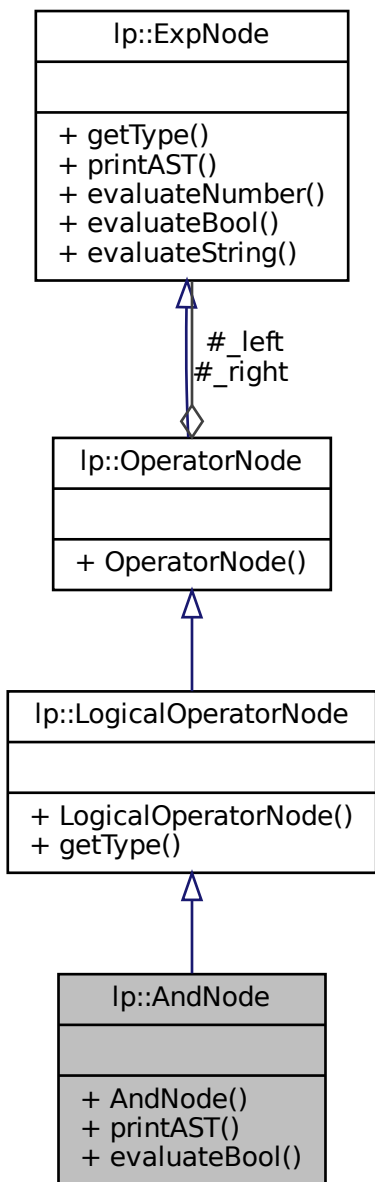 lp::ExpNode
+ getType()
+ printAST()
+ evaluateNumber()
+ evaluateBool()
+ evaluateString()
#_left
#_right
lp::OperatorNode
+ OperatorNode()
lp::LogicalOperatorNode
+ LogicalOperatorNode()
+ getType()
lp::AndNode
+ AndNode()
+ printAST()
+ evaluateBool()